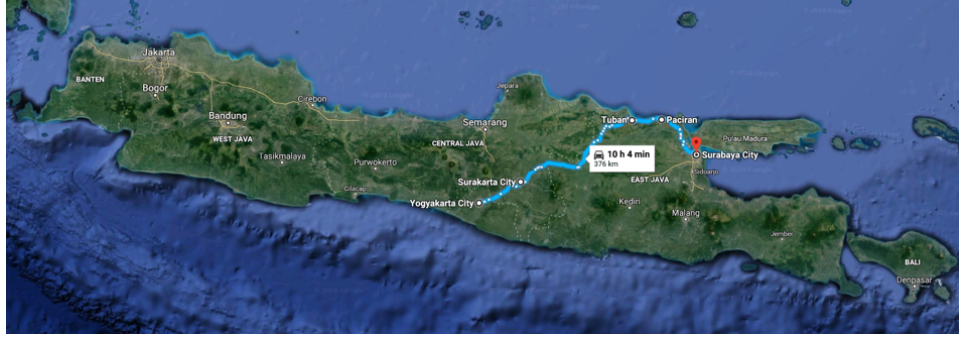 Jakarta
BANTEN
Bogor
Cirebon
Bandung
WEST JAVA
Tasikmalaya
Jepara
Semarang
CENTRAL JAVA
Purwokerto
Cilacap
Tuban
Paciran
Pulau Madura
10 h 4 min
376 km
Surabaya City
Sidoarjo
EAST JAVA
Surakarta City
Yogyakarta City
Kediri
Malang
Jember
BALI
Denpasar